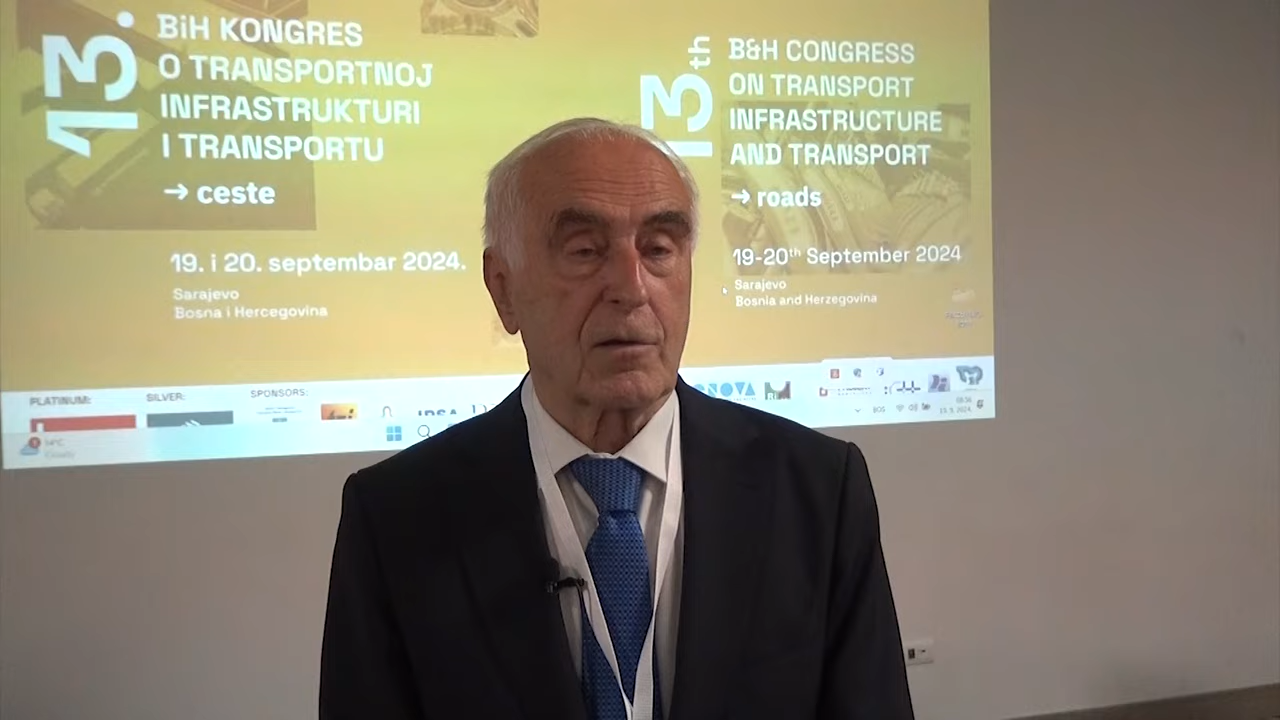 13.
BiH KONGRES
O TRANSPORTNOJ
INFRASTRUKTURI
I TRANSPORTU
→ ceste
19. i 20. septembar 2024.
Sarajevo
Bosna i Hercegovina
13th
B&H CONGRESS
ON TRANSPORT
INFRASTRUCTURE
AND TRANSPORT
→ roads
19-20th September 2024
Sarajevo
Bosnia and Herzegovina
PLATINUM:
SILVER:
SPONSORS:
BOS